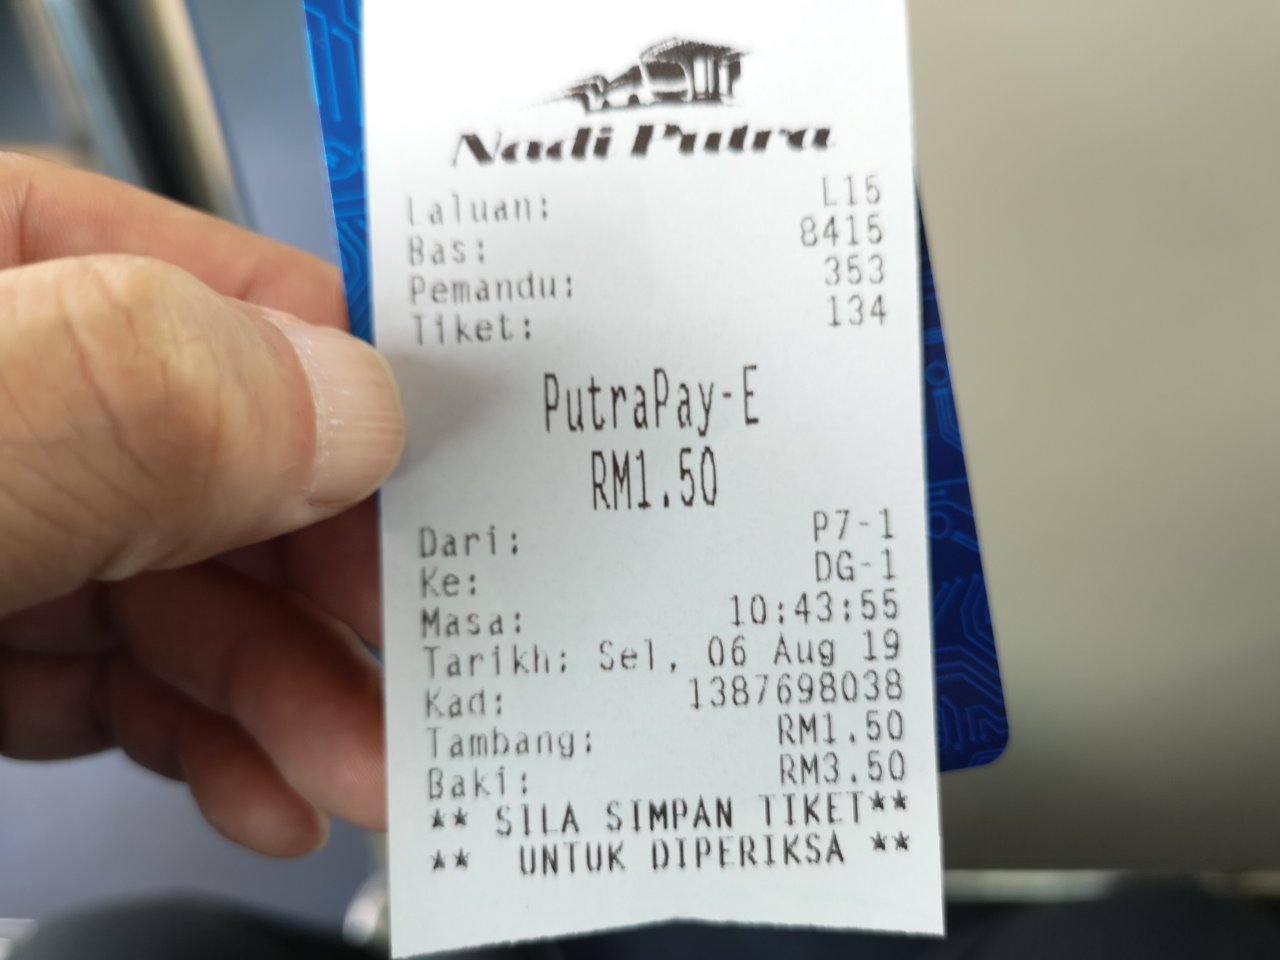 Nadi Putra
Laluan: L15
Bas: 8415
Pemandu: 353
Tiket: 134
PutraPay-E
RM1.50
Dari: P7-1
Ke: DG-1
Masa: 10:43:55
Tarikh: Sel, 06 Aug 19
Kad: 1387698038
Tambang: RM1.50
Baki: RM3.50
** SILA SIMPAN TIKET**
** UNTUK DIPERIKSA **